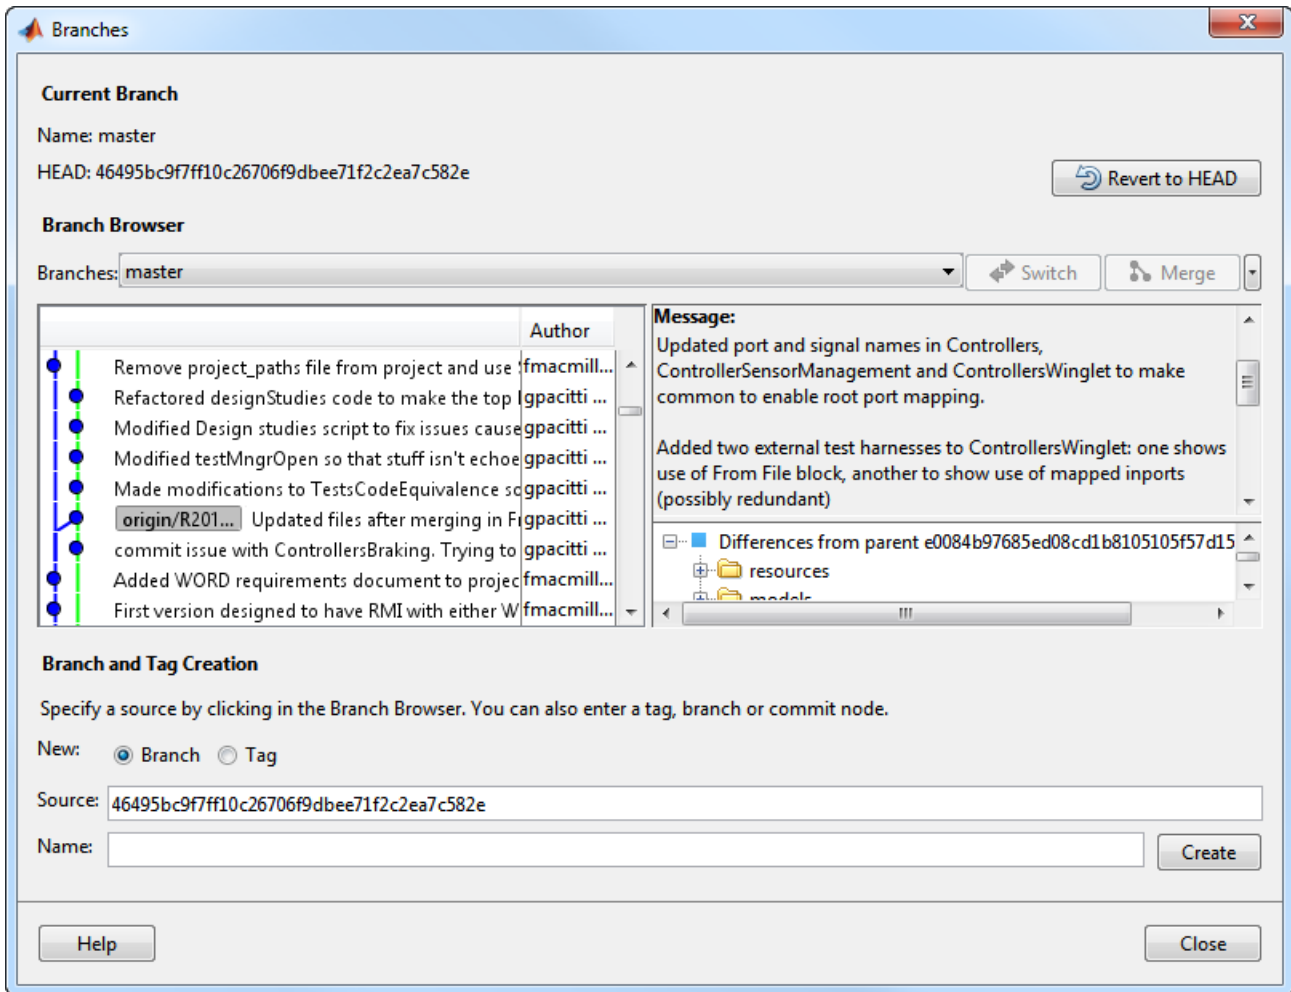 Branches
Current Branch
Name: master
HEAD: 46495bc9f7ff10c26706f9dbee71f2c2ea7c582e
Revert to HEAD
Branch Browser
Branches: master
Switch
Merge
Author
Remove project_paths file from project and use fmacmill...
Refactored designStudies code to make the top gpacitti ...
Modified Design studies script to fix issues cause gpacitti ...
Modified testMngrOpen so that stuff isn't echoe gpacitti ...
Made modifications to TestsCodeEquivalence sc gpacitti ...
origin/R201... Updated files after merging in Fr gpacitti ...
commit issue with ControllersBraking. Trying to gpacitti ...
Added WORD requirements document to projec fmacmill...
First version designed to have RMI with either W fmacmill...
Message:
Updated port and signal names in Controllers,
ControllerSensorManagement and ControllersWinglet to make
common to enable root port mapping.
Added two external test harnesses to ControllersWinglet: one shows
use of From File block, another to show use of mapped inports
(possibly redundant)
Differences from parent e0084b97685ed08cd1b8105105f57d15
resources
models
Branch and Tag Creation
Specify a source by clicking in the Branch Browser. You can also enter a tag, branch or commit node.
New: Branch Tag
Source: 46495bc9f7ff10c26706f9dbee71f2c2ea7c582e
Name:
Create
Help
Close